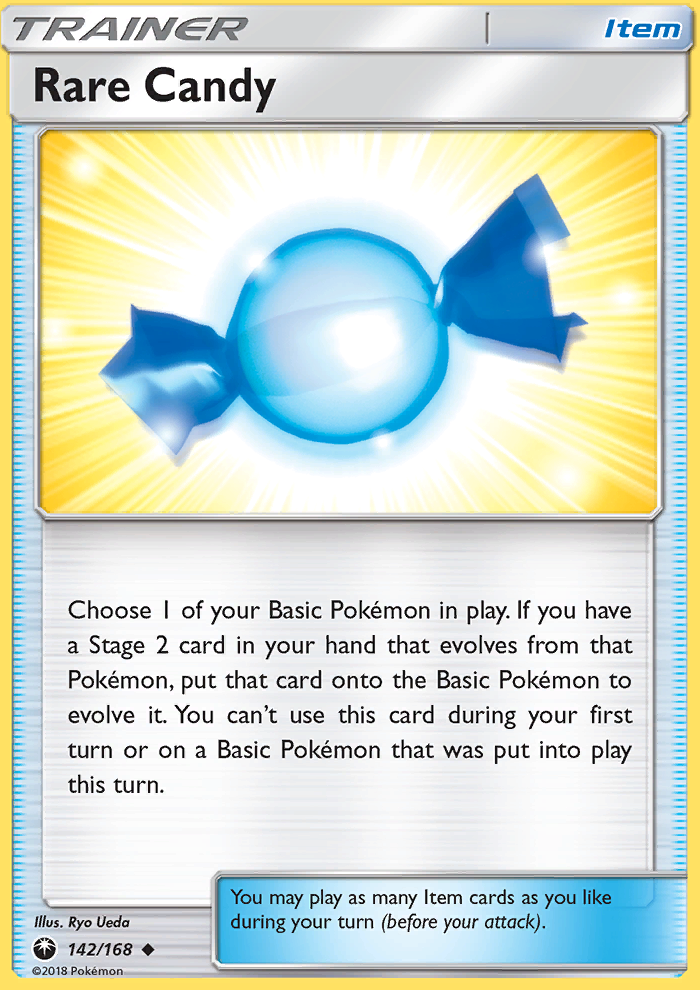 TRAINER
Item
Rare Candy
Choose 1 of your Basic Pokémon in play. If you have
a Stage 2 card in your hand that evolves from that
Pokémon, put that card onto the Basic Pokémon to
evolve it. You can't use this card during your first
turn or on a Basic Pokémon that was put into play
this turn.
You may play as many Item cards as you like
during your turn (before your attack).
Illus. Ryo Ueda
142/168
©2018 Pokémon